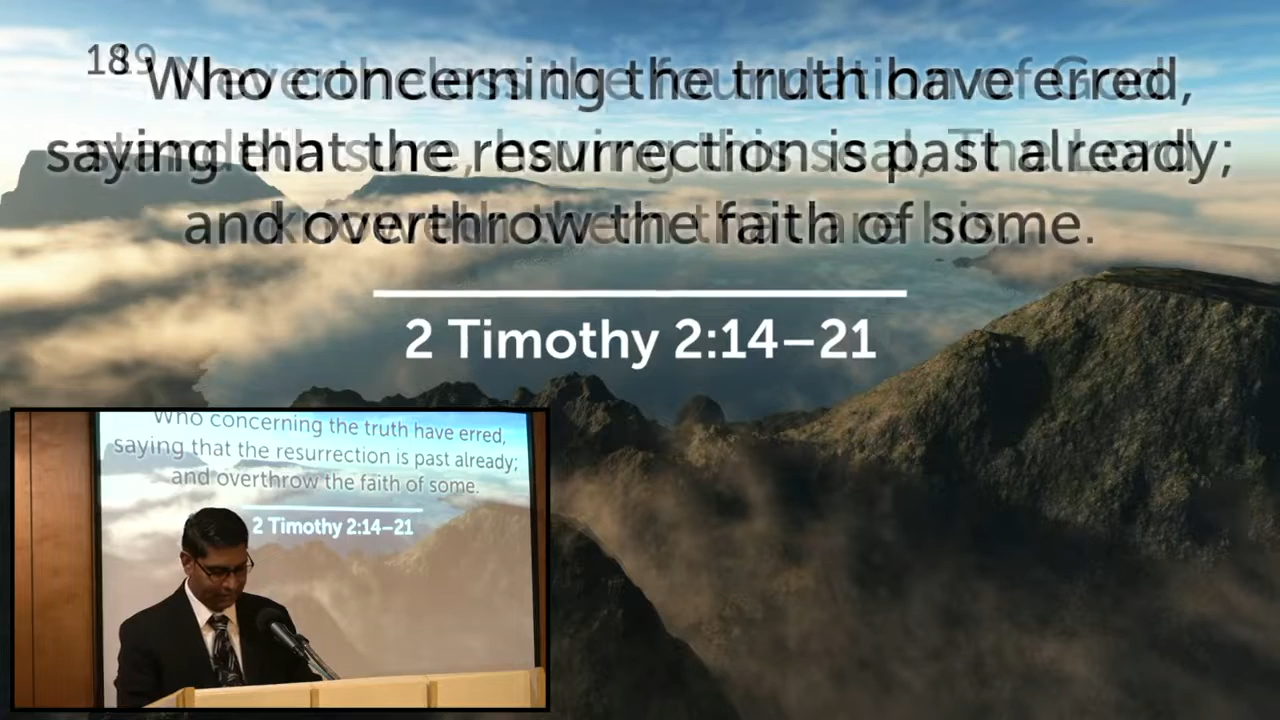 18 Who concerning the truth have erred,
saying that the resurrection is past already;
and overthrow the faith of some.
2 Timothy 2:14–21
Who concerning the truth have erred,
saying that the resurrection is past already;
and overthrow the faith of some.
2 Timothy 2:14–21